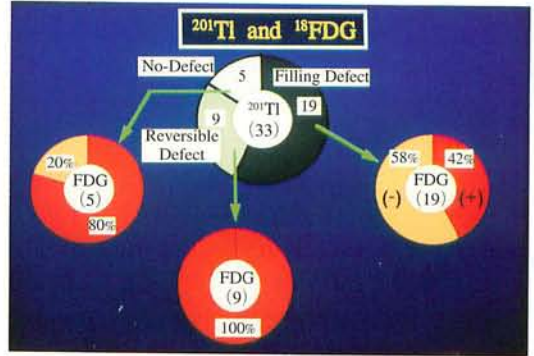 ²⁰¹Tl and ¹⁸FDG
No-Defect
5
Filling Defect
19
²⁰¹Tl
(33)
9
Reversible
Defect
20%
FDG
(5)
80%
58%
42%
FDG
(-)
(19)
(+)
FDG
(9)
100%